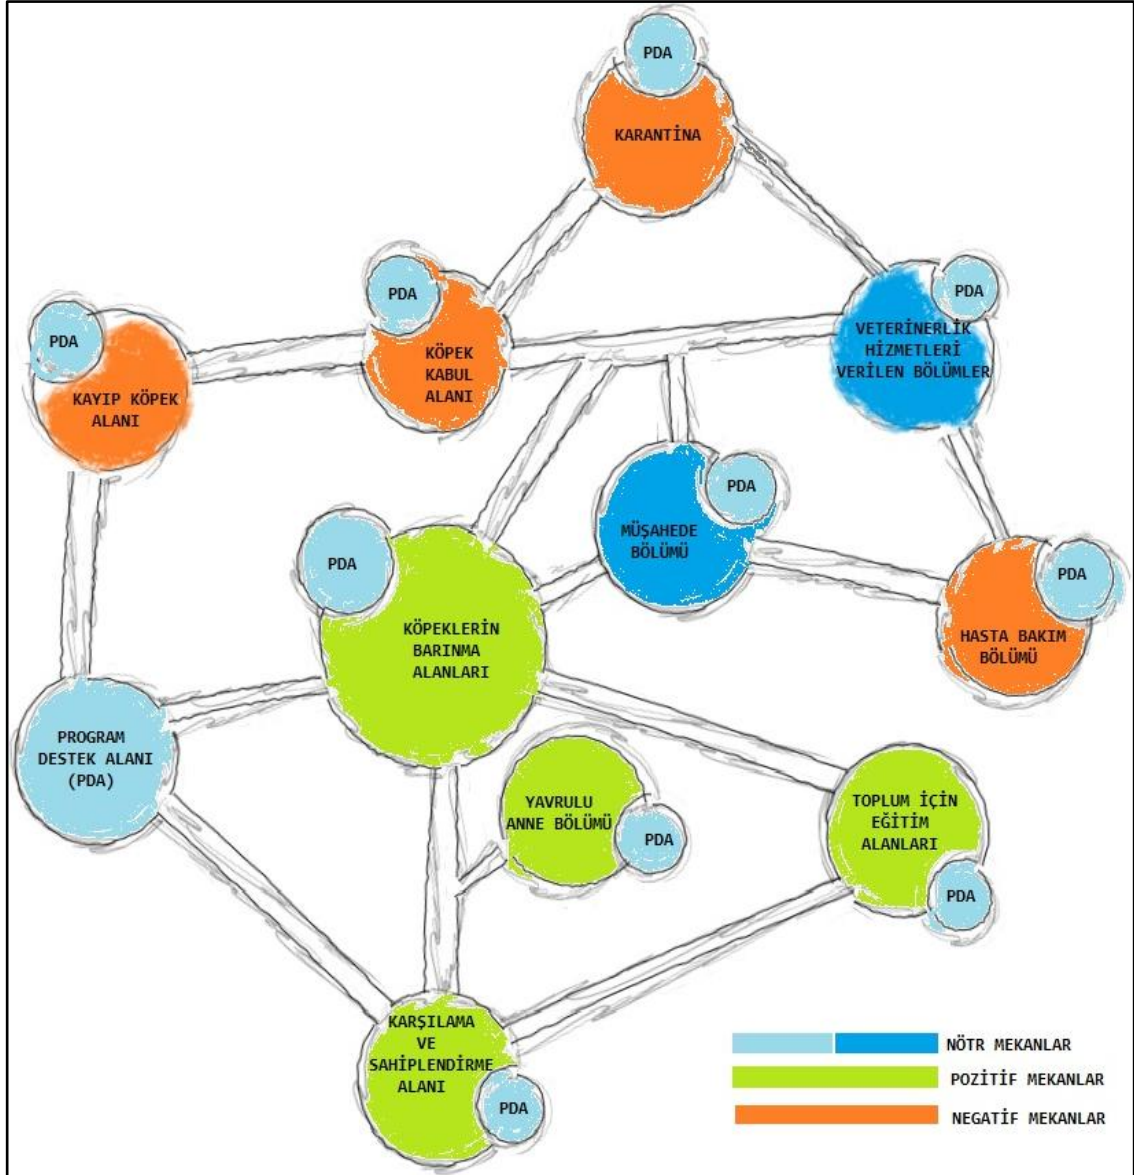 PDA
KARANTİNA
PDA
KÖPEK
KABUL
ALANI
PDA
VETERİNERLİK
HİZMETLERİ
VERİLEN BÖLÜMLER
PDA
KAYIP KÖPEK
ALANI
PDA
MÜŞAHEDE
BÖLÜMÜ
PDA
KÖPEKLERİN
BARINMA
ALANLARI
PDA
HASTA BAKIM
BÖLÜMÜ
PROGRAM
DESTEK ALANI
(PDA)
YAVRULU
ANNE BÖLÜMÜ
PDA
TOPLUM İÇİN
EĞİTİM
ALANLARI
PDA
KARŞILAMA
VE
SAHİPLENDİRME
ALANI
PDA
NÖTR MEKANLAR
POZİTİF MEKANLAR
NEGATİF MEKANLAR